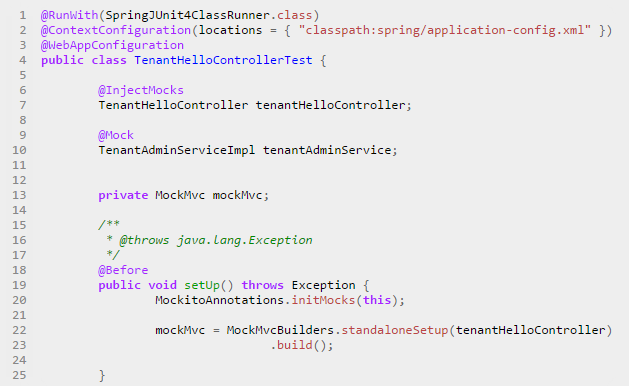 1 @RunWith(SpringJUnit4ClassRunner.class)
2 @ContextConfiguration(locations = { "classpath:spring/application-config.xml" })
3 @WebAppConfiguration
4 public class TenantHelloControllerTest {
5
6 @InjectMocks
7 TenantHelloController tenantHelloController;
8
9 @Mock
10 TenantAdminServiceImpl tenantAdminService;
11
12
13 private MockMvc mockMvc;
14
15 /**
16 * @throws java.lang.Exception
17 */
18 @Before
19 public void setUp() throws Exception {
20 MockitoAnnotations.initMocks(this);
21
22 mockMvc = MockMvcBuilders.standaloneSetup(tenantHelloController)
23 .build();
24
25 }